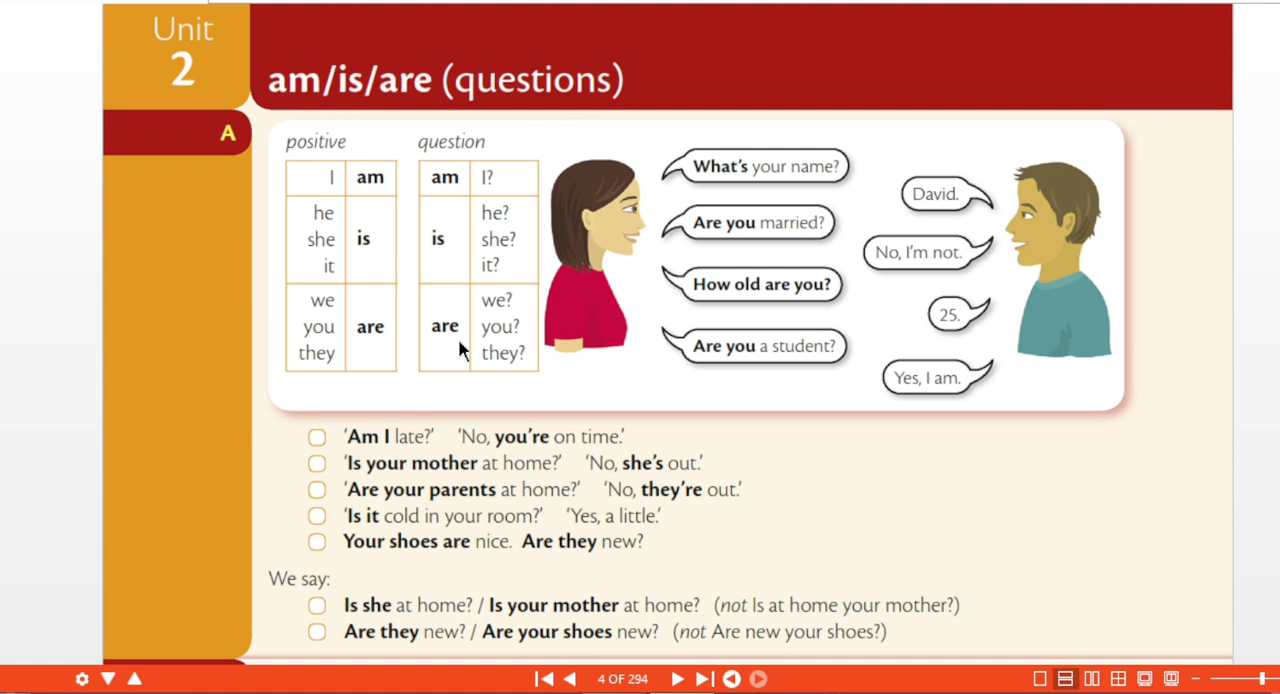 Unit
2
am/is/are (questions)
A
positive question
I am am I?
he he?
she is is she?
it it?
we we?
you are are you?
they they?
What's your name?
David.
Are you married?
No, I'm not.
How old are you?
25.
Are you a student?
Yes, I am.
'Am I late?' 'No, you're on time.'
'Is your mother at home?' 'No, she's out.'
'Are your parents at home?' 'No, they're out.'
'Is it cold in your room?' 'Yes, a little.'
Your shoes are nice. Are they new?
We say:
Is she at home? / Is your mother at home? (not Is at home your mother?)
Are they new? / Are your shoes new? (not Are new your shoes?)
4 OF 294